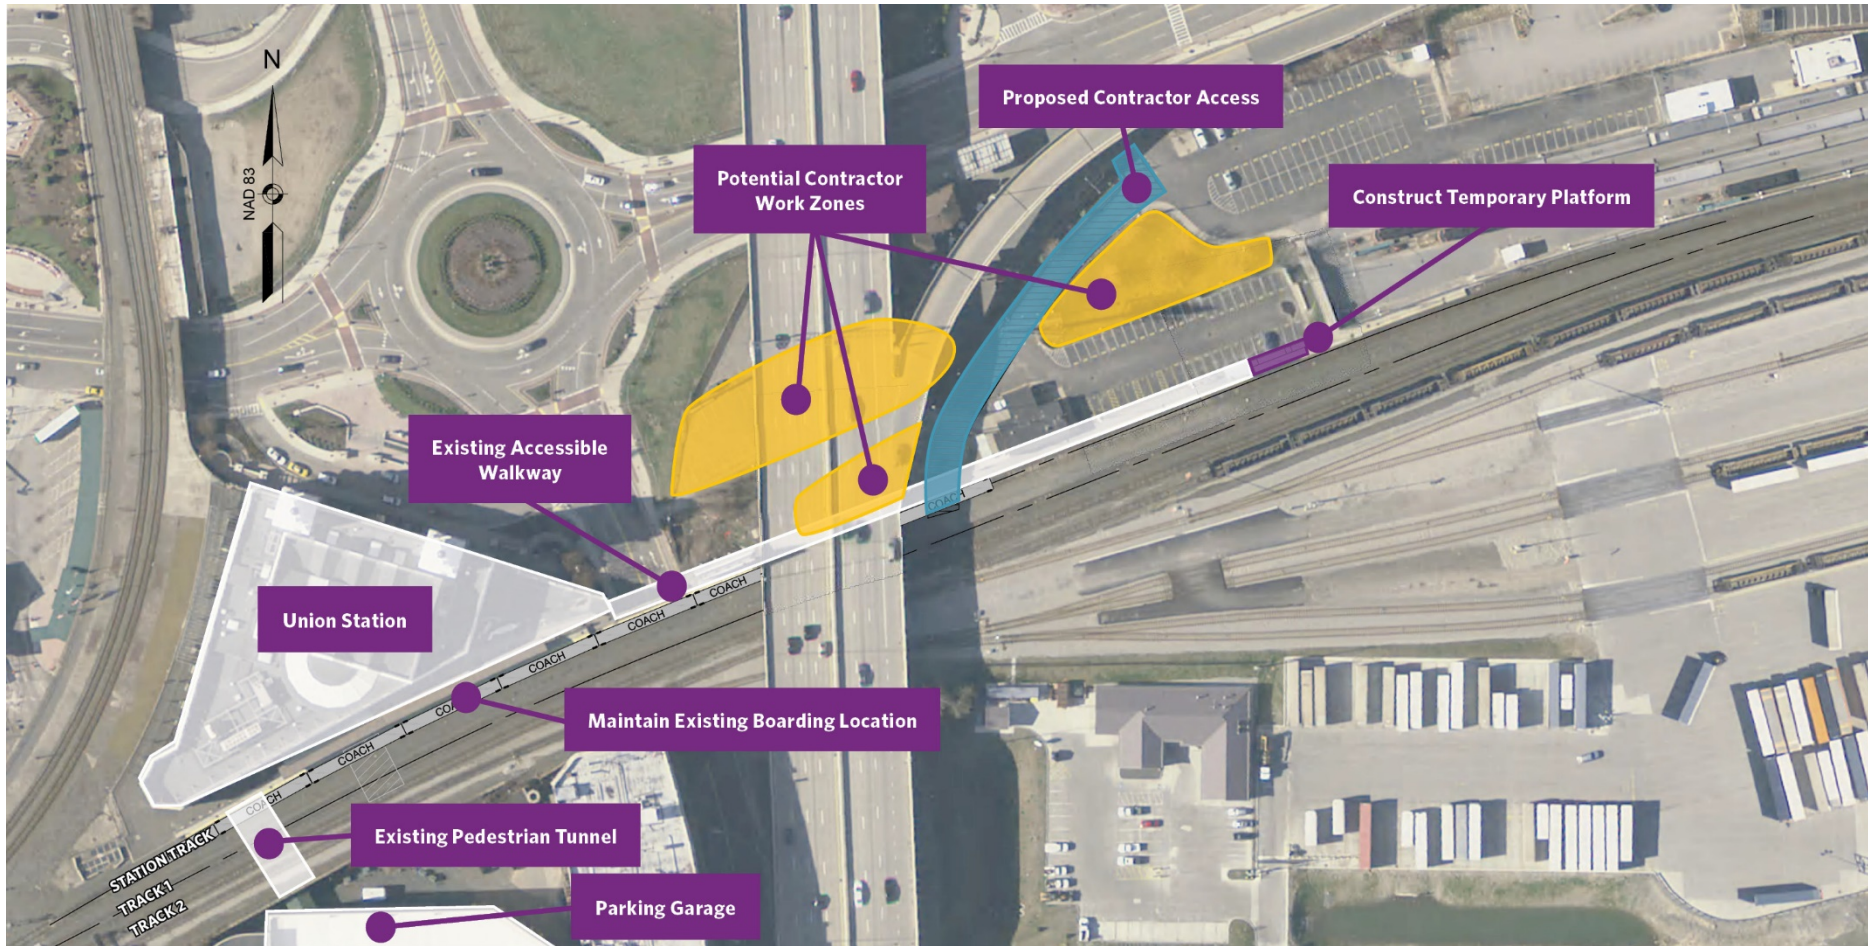 N
NAD 83
Proposed Contractor Access
Potential Contractor
Work Zones
Construct Temporary Platform
Existing Accessible
Walkway
COACH
COACH
COACH
COACH
COACH
COACH
COACH
Union Station
Maintain Existing Boarding Location
Existing Pedestrian Tunnel
STATION TRACK
TRACK 1
TRACK 2
Parking Garage